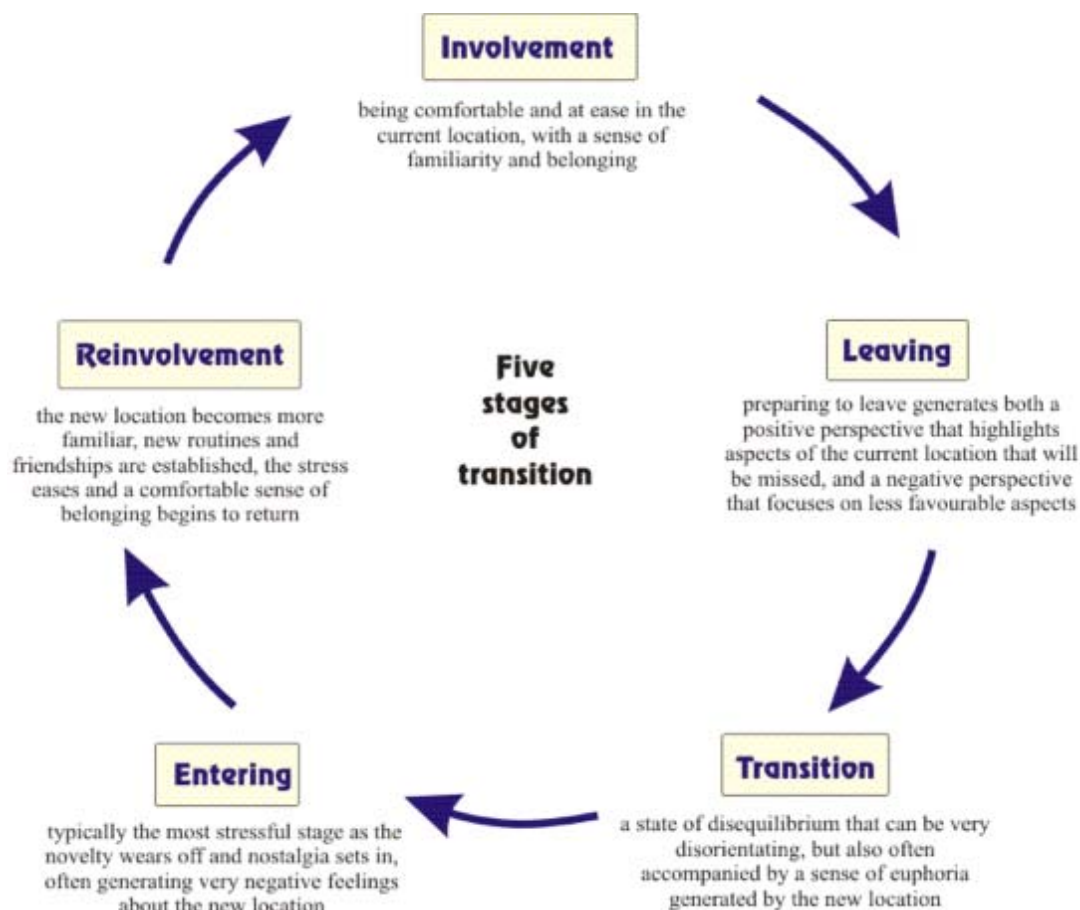 Involvement
being comfortable and at ease in the
current location, with a sense of
familiarity and belonging
Leaving
preparing to leave generates both a
positive perspective that highlights
aspects of the current location that will
be missed, and a negative perspective
that focuses on less favourable aspects
Transition
a state of disequilibrium that can be very
disorientating, but also often
accompanied by a sense of euphoria
generated by the new location
Entering
typically the most stressful stage as the
novelty wears off and nostalgia sets in,
often generating very negative feelings
about the new location
Reinvolvement
the new location becomes more
familiar, new routines and
friendships are established, the stress
eases and a comfortable sense of
belonging begins to return
Five
stages
of
transition